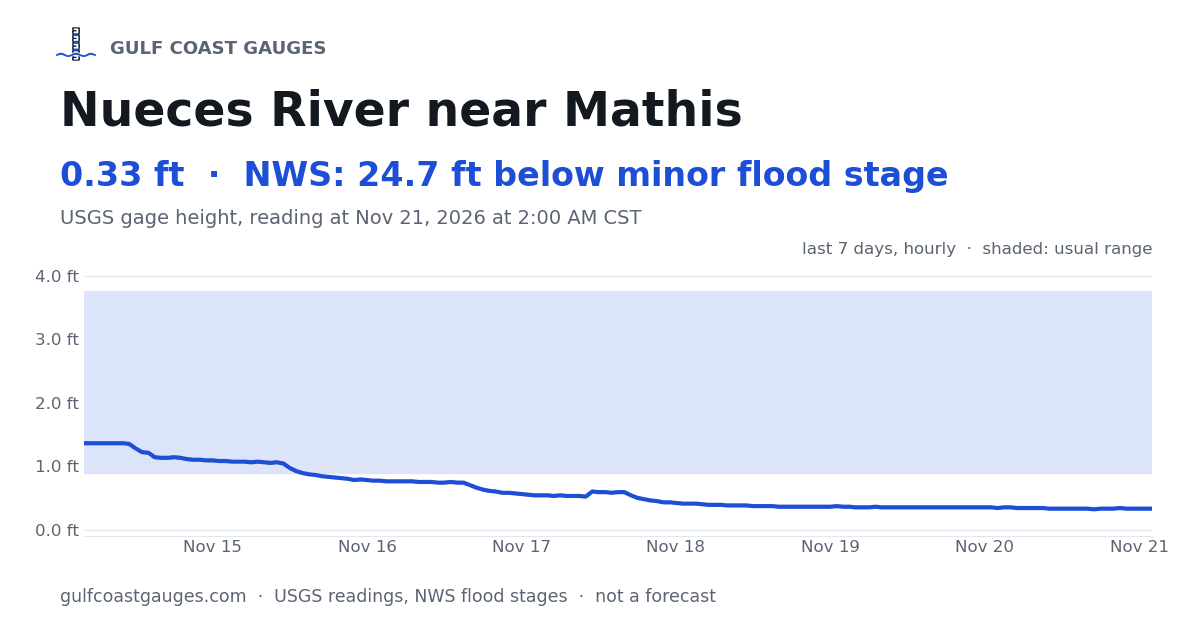 GULF COAST GAUGES
Nueces River near Mathis
0.33 ft · NWS: 24.7 ft below minor flood stage
USGS gage height, reading at Nov 21, 2026 at 2:00 AM CST
last 7 days, hourly · shaded: usual range
4.0 ft
3.0 ft
2.0 ft
1.0 ft
0.0 ft
Nov 15 Nov 16 Nov 17 Nov 18 Nov 19 Nov 20 Nov 21
gulfcoastgauges.com · USGS readings, NWS flood stages · not a forecast